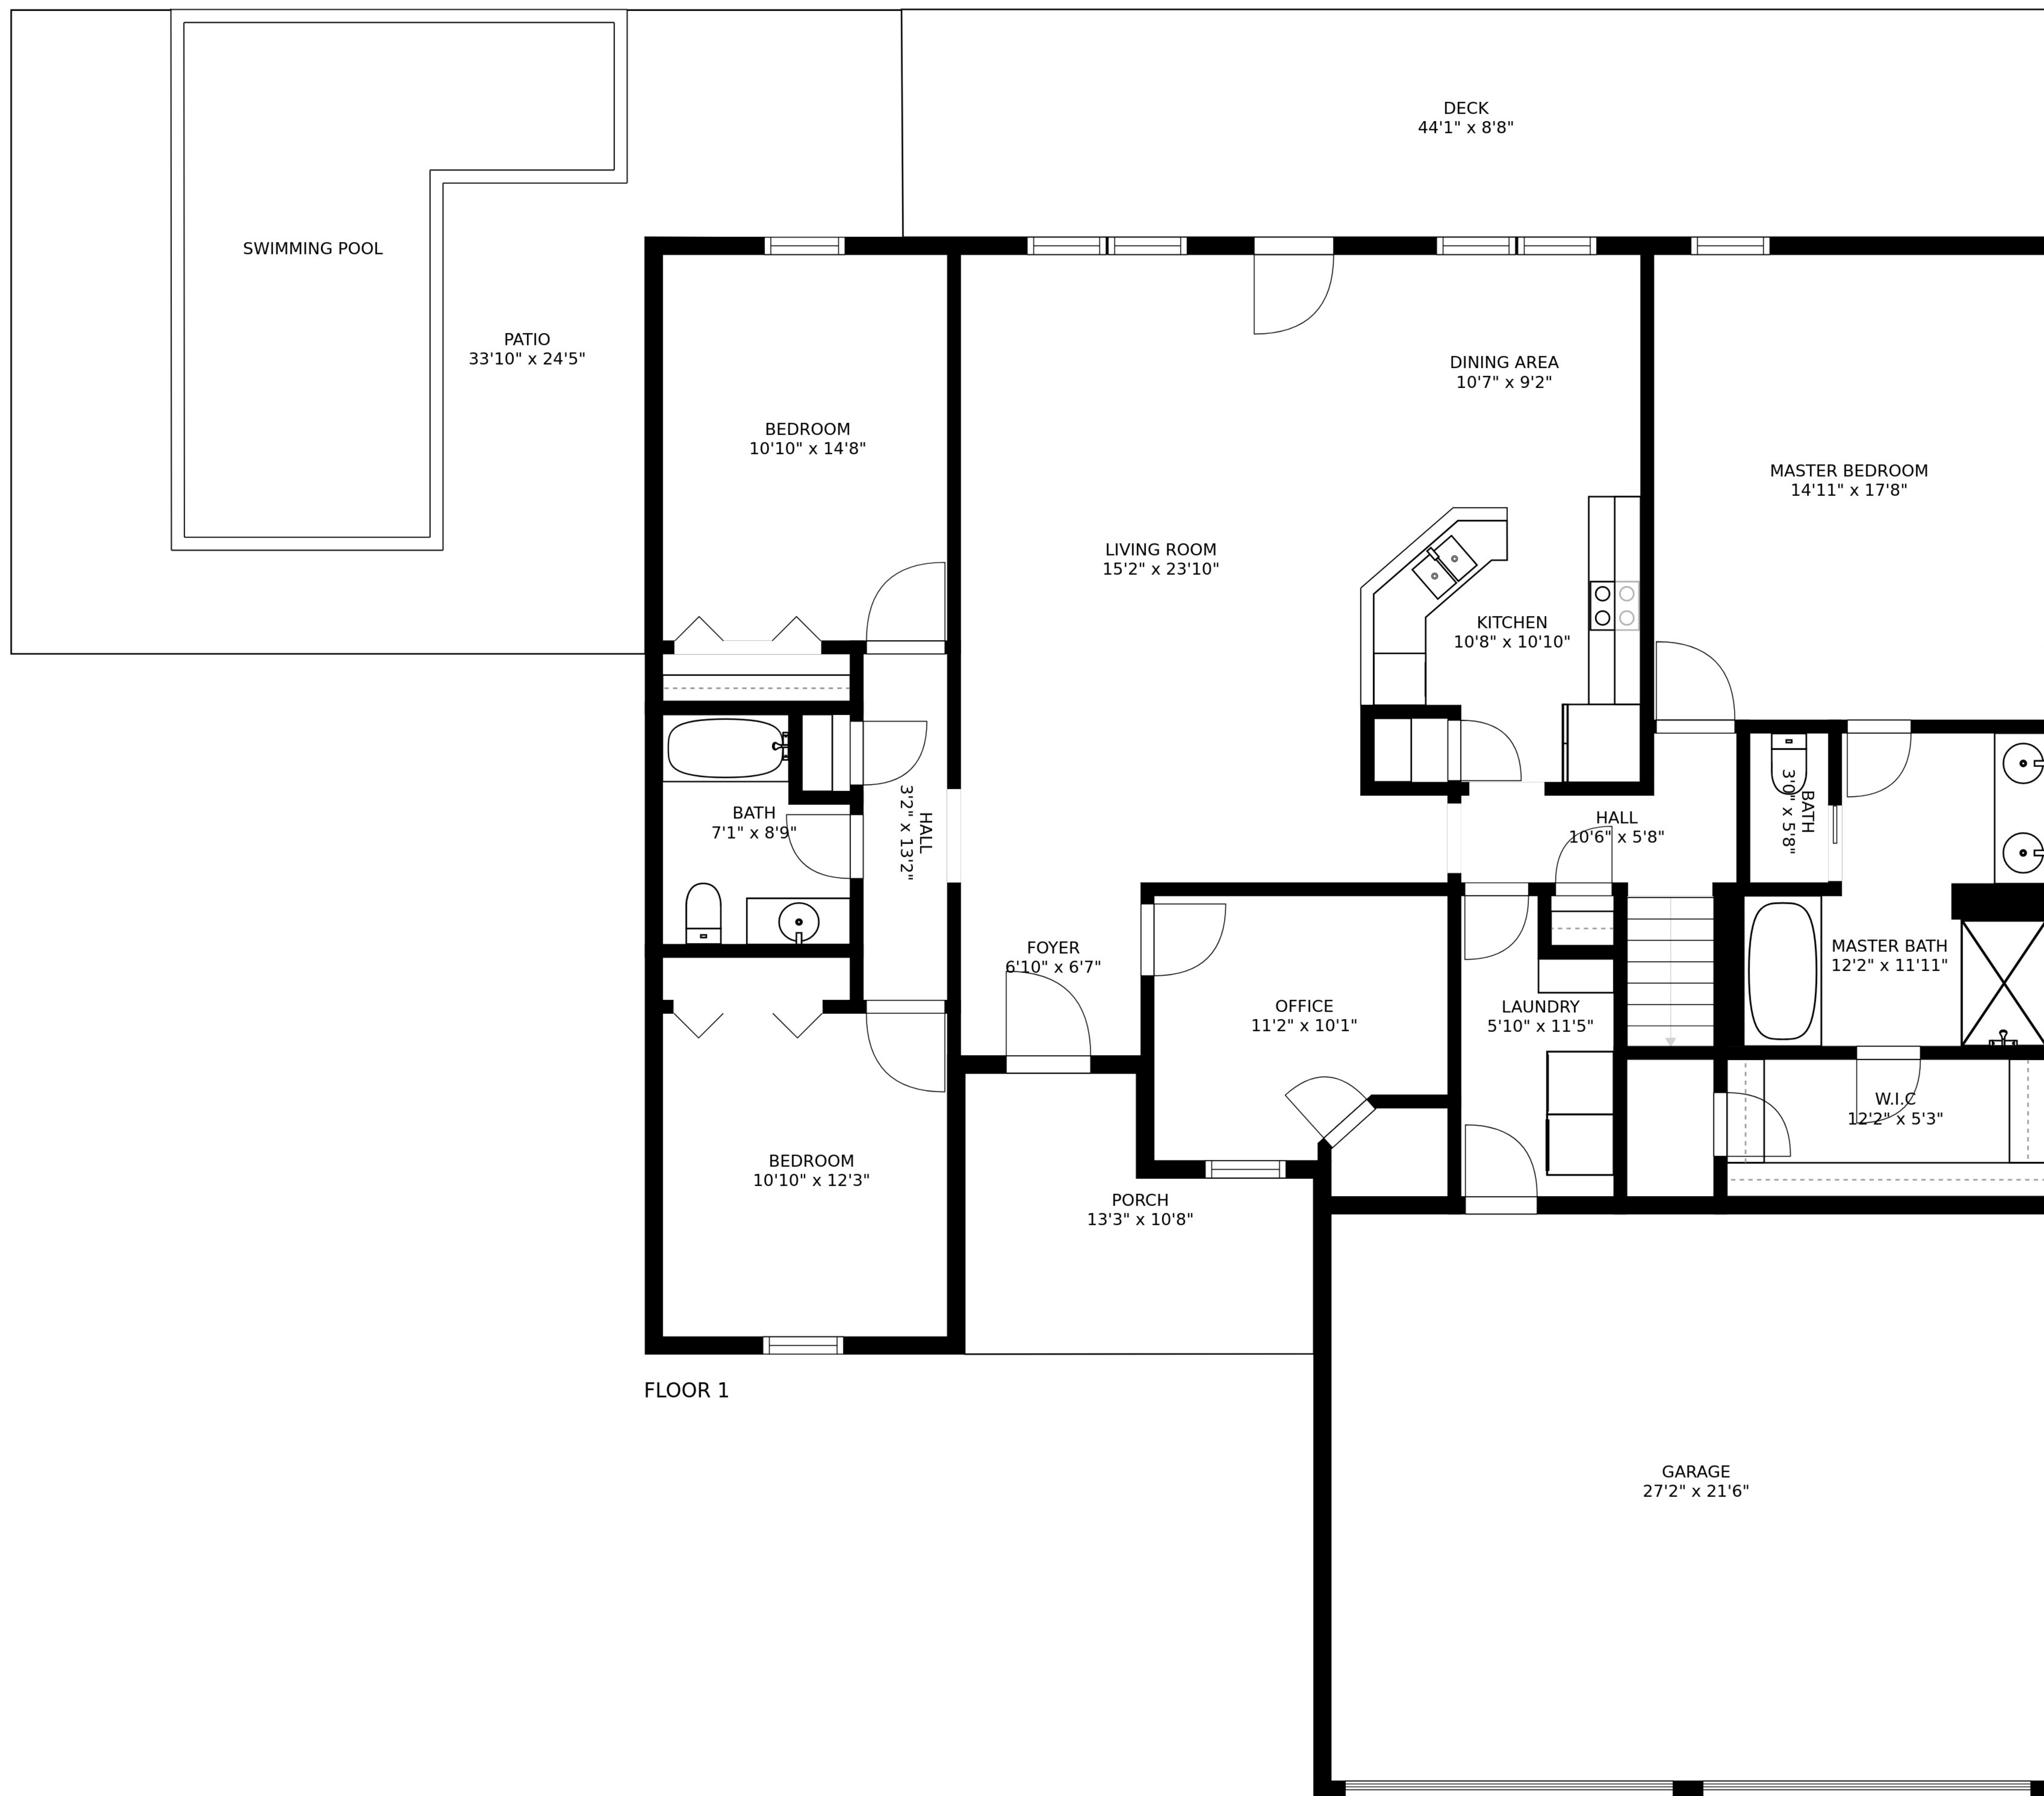 DECK
44'1" x 8'8"
SWIMMING POOL
PATIO
33'10" x 24'5"
DINING AREA
10'7" x 9'2"
BEDROOM
10'10" x 14'8"
MASTER BEDROOM
14'11" x 17'8"
LIVING ROOM
15'2" x 23'10"
KITCHEN
10'8" x 10'10"
BATH
7'1" x 8'9"
HALL
3'2" x 13'2"
HALL
10'6" x 5'8"
BATH
3'0" x 5'8"
FOYER
6'10" x 6'7"
MASTER BATH
12'2" x 11'11"
OFFICE
11'2" x 10'1"
LAUNDRY
5'10" x 11'5"
W.I.C
12'2" x 5'3"
BEDROOM
10'10" x 12'3"
PORCH
13'3" x 10'8"
FLOOR 1
GARAGE
27'2" x 21'6"